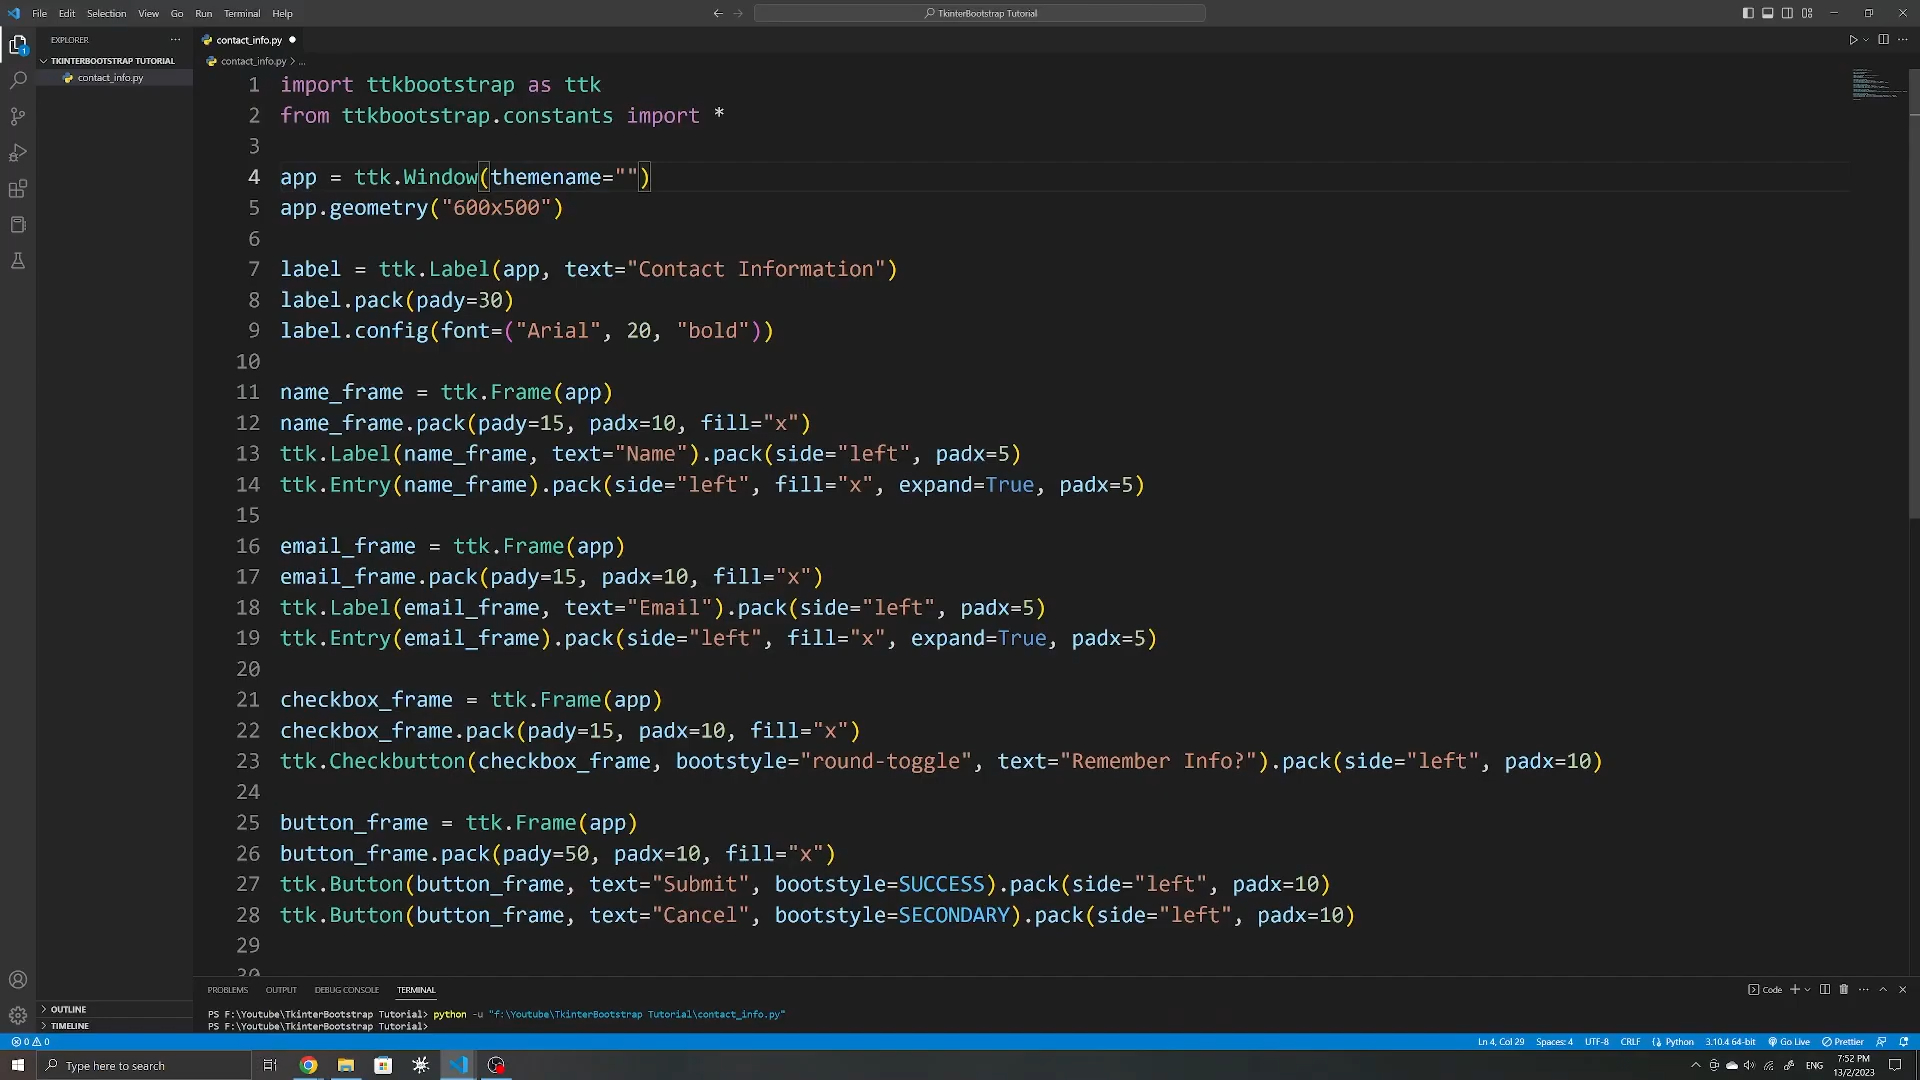 File Edit Selection View Go Run Terminal Help
TkinterBootstrap Tutorial
EXPLORER
contact_info.py
TKINTERBOOTSTRAP TUTORIAL
contact_info.py > ...
contact_info.py
1 import ttkbootstrap as ttk
2 from ttkbootstrap.constants import *
3
4 app = ttk.Window(themename="")
5 app.geometry("600x500")
6
7 label = ttk.Label(app, text="Contact Information")
8 label.pack(pady=30)
9 label.config(font=("Arial", 20, "bold"))
10
11 name_frame = ttk.Frame(app)
12 name_frame.pack(pady=15, padx=10, fill="x")
13 ttk.Label(name_frame, text="Name").pack(side="left", padx=5)
14 ttk.Entry(name_frame).pack(side="left", fill="x", expand=True, padx=5)
15
16 email_frame = ttk.Frame(app)
17 email_frame.pack(pady=15, padx=10, fill="x")
18 ttk.Label(email_frame, text="Email").pack(side="left", padx=5)
19 ttk.Entry(email_frame).pack(side="left", fill="x", expand=True, padx=5)
20
21 checkbox_frame = ttk.Frame(app)
22 checkbox_frame.pack(pady=15, padx=10, fill="x")
23 ttk.Checkbutton(checkbox_frame, bootstyle="round-toggle", text="Remember Info?").pack(side="left", padx=10)
24
25 button_frame = ttk.Frame(app)
26 button_frame.pack(pady=50, padx=10, fill="x")
27 ttk.Button(button_frame, text="Submit", bootstyle=SUCCESS).pack(side="left", padx=10)
28 ttk.Button(button_frame, text="Cancel", bootstyle=SECONDARY).pack(side="left", padx=10)
29
30
PROBLEMS OUTPUT DEBUG CONSOLE TERMINAL
Code
PS F:\Youtube\TkinterBootstrap Tutorial> python -u "f:\Youtube\TkinterBootstrap Tutorial\contact_info.py"
PS F:\Youtube\TkinterBootstrap Tutorial>
OUTLINE
TIMELINE
0 0
Ln 4, Col 29 Spaces: 4 UTF-8 CRLF Python 3.10.4 64-bit Go Live Prettier
Type here to search
ENG
7:52 PM
13/2/2023